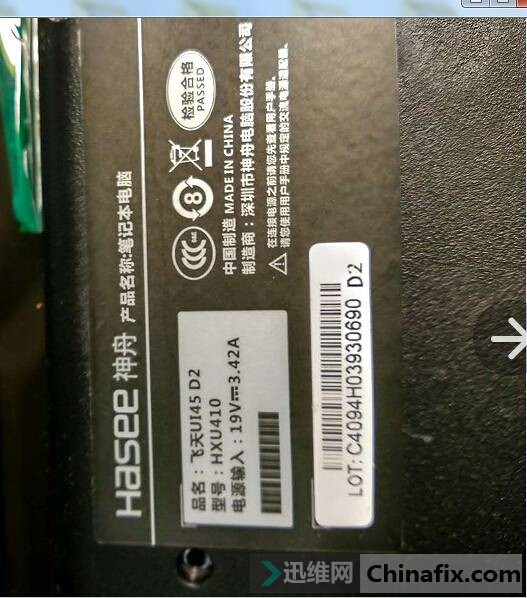 Hasee 神舟 产品名称:笔记本电脑
品名：飞天UI45 D2
型号：HXU410
电源输入：19V⎓3.42A
中国制造 MADE IN CHINA
制造商：深圳市神舟电脑股份有限公司
在连接电源之前请您先查看用户手册。
请您使用用户手册中规定的交流电源适配器。
检验合格
PASSED
8
LOT: C4094H03930690 D2
迅维网 Chinafix.com